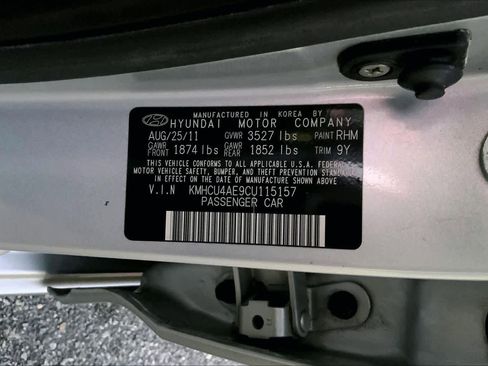 MANUFACTURED IN KOREA BY
HYUNDAI MOTOR COMPANY
AUG/25/11 GVWR 3527 lbs PAINT RHM
GAWR FRONT 1874 lbs GAWR REAR 1852 lbs TRIM 9Y
THIS VEHICLE CONFORMS TO ALL APPLICABLE U.S.A. FEDERAL
MOTOR VEHICLE SAFETY, BUMPER, AND THEFT PREVENTION STANDARD
IN EFFECT ON THE DATE OF MANUFACTURE SHOWN ABOVE.
V.I.N KMHCU4AE9CU115157
PASSENGER CAR